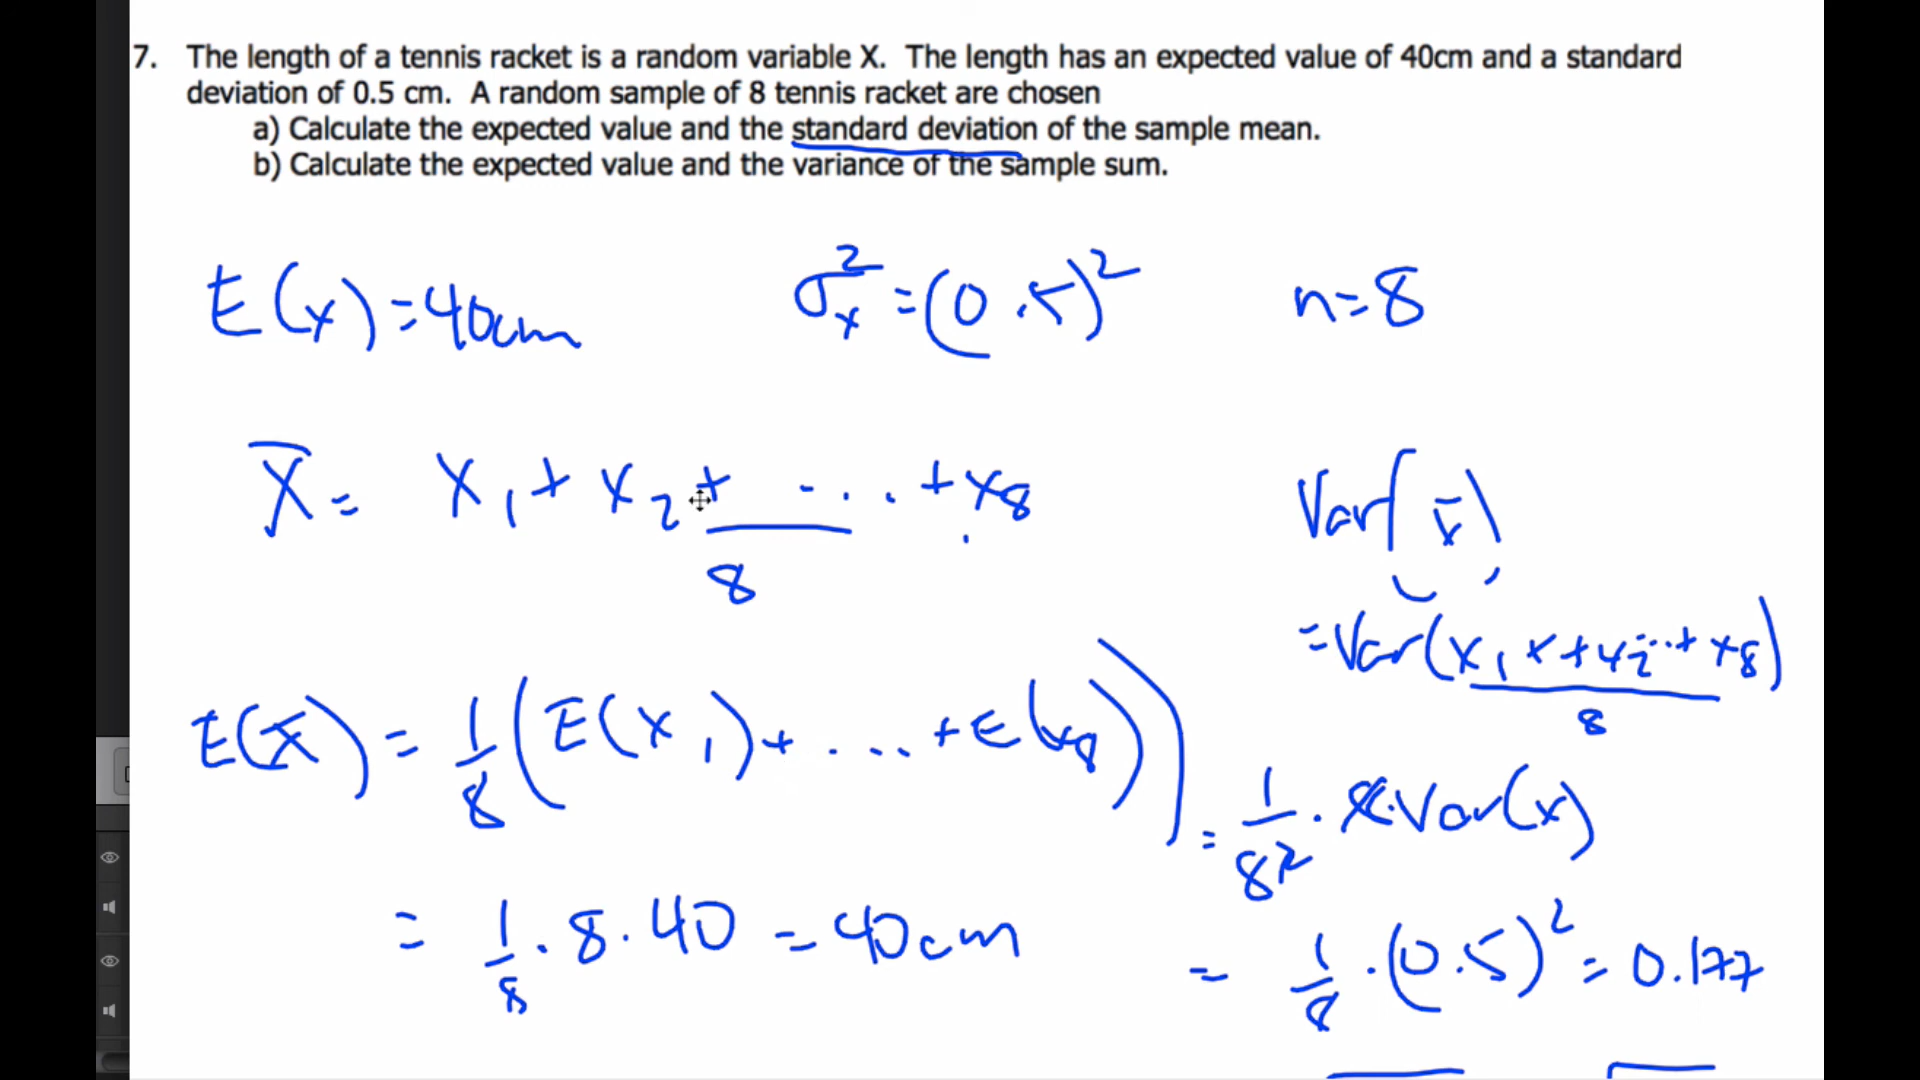 7. The length of a tennis racket is a random variable X. The length has an expected value of 40cm and a standard
deviation of 0.5 cm. A random sample of 8 tennis racket are chosen
a) Calculate the expected value and the standard deviation of the sample mean.
b) Calculate the expected value and the variance of the sample sum.
E(x)=40cm
σ²ₓ=(0.5)²
n=8
X̄= X₁+X₂+ ... +X₈
8
E(X̄) = 1/8 (E(X₁)+ ... +E(X₈))
= 1/8 · 8 · 40 = 40cm
Var(x̄)
=Var(x₁ x+x₂..+x₈)
8
= 1/8² · 8·Var(x)
= 1/8 · (0.5)² = 0.177